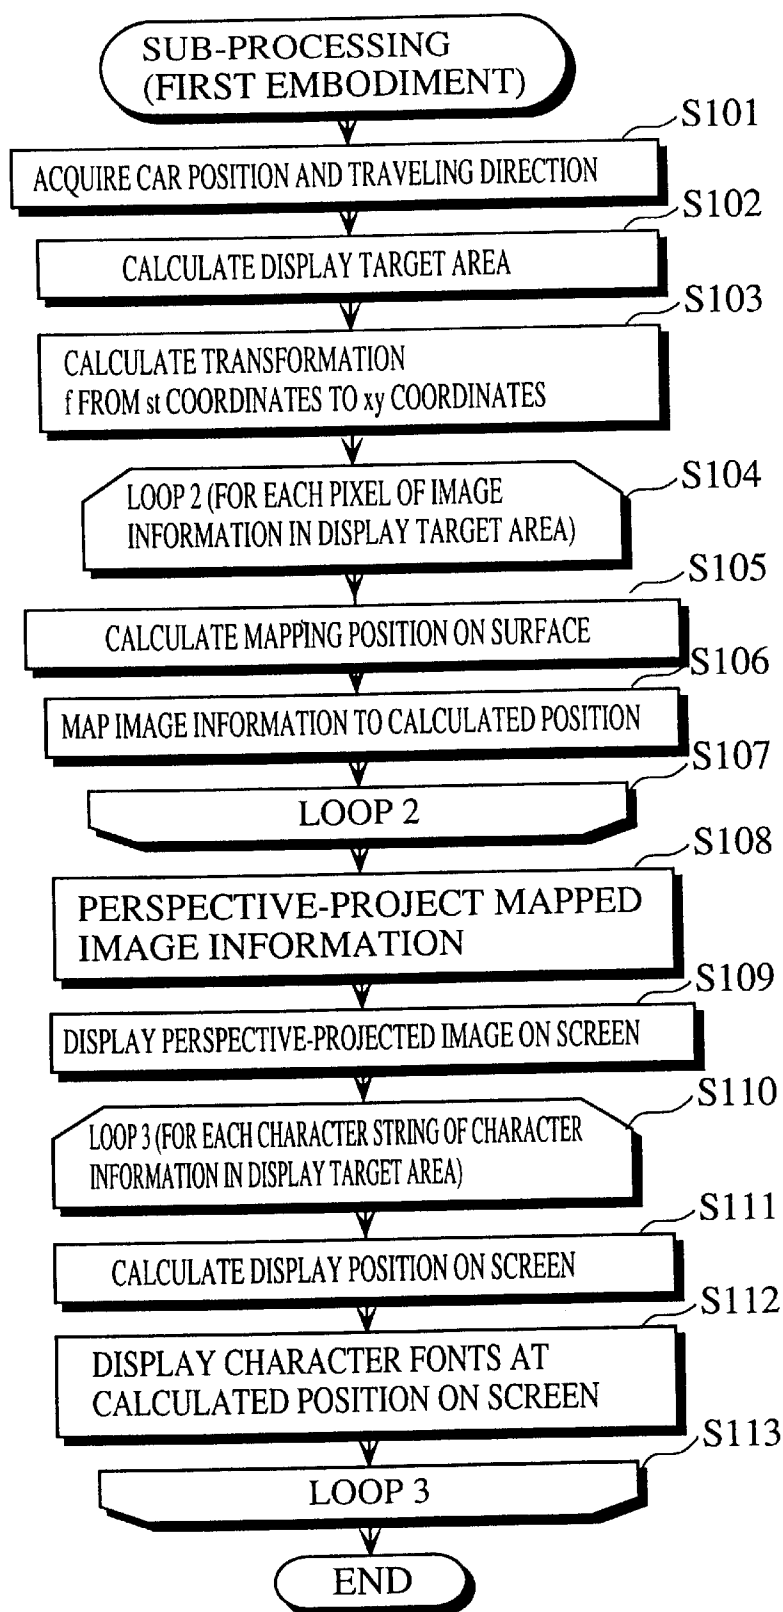 SUB-PROCESSING
(FIRST EMBODIMENT)
S101
ACQUIRE CAR POSITION AND TRAVELING DIRECTION
S102
CALCULATE DISPLAY TARGET AREA
S103
CALCULATE TRANSFORMATION
f FROM st COORDINATES TO xy COORDINATES
S104
LOOP 2 (FOR EACH PIXEL OF IMAGE
INFORMATION IN DISPLAY TARGET AREA)
S105
CALCULATE MAPPING POSITION ON SURFACE
S106
MAP IMAGE INFORMATION TO CALCULATED POSITION
S107
LOOP 2
S108
PERSPECTIVE-PROJECT MAPPED
IMAGE INFORMATION
S109
DISPLAY PERSPECTIVE-PROJECTED IMAGE ON SCREEN
S110
LOOP 3 (FOR EACH CHARACTER STRING OF CHARACTER
INFORMATION IN DISPLAY TARGET AREA)
S111
CALCULATE DISPLAY POSITION ON SCREEN
S112
DISPLAY CHARACTER FONTS AT
CALCULATED POSITION ON SCREEN
S113
LOOP 3
END